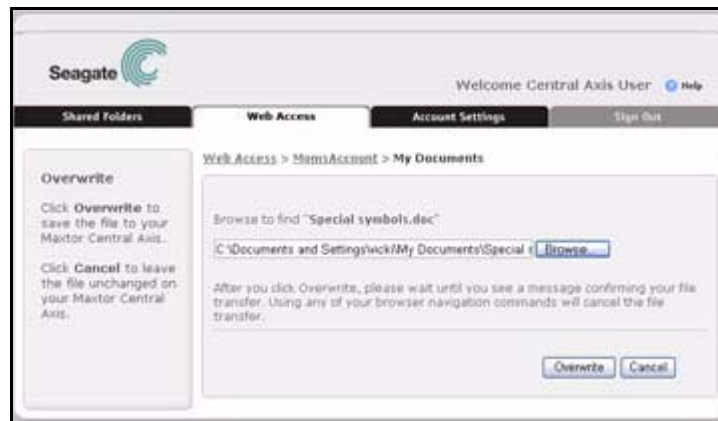 Seagate
Welcome Central Axis User Help
Shared Folders Web Access Account Settings Sign Out
Web Access > MomsAccount > My Documents
Overwrite
Click Overwrite to
save the file to your
Maxtor Central Axis.
Click Cancel to leave
the file unchanged on
your Maxtor Central
Axis.
Browse to find "Special symbols.doc"
C:\Documents and Settings\vicki\My Documents\Special s Browse...
After you click Overwrite, please wait until you see a message confirming your file
transfer. Using any of your browser navigation commands will cancel the file
transfer.
Overwrite Cancel